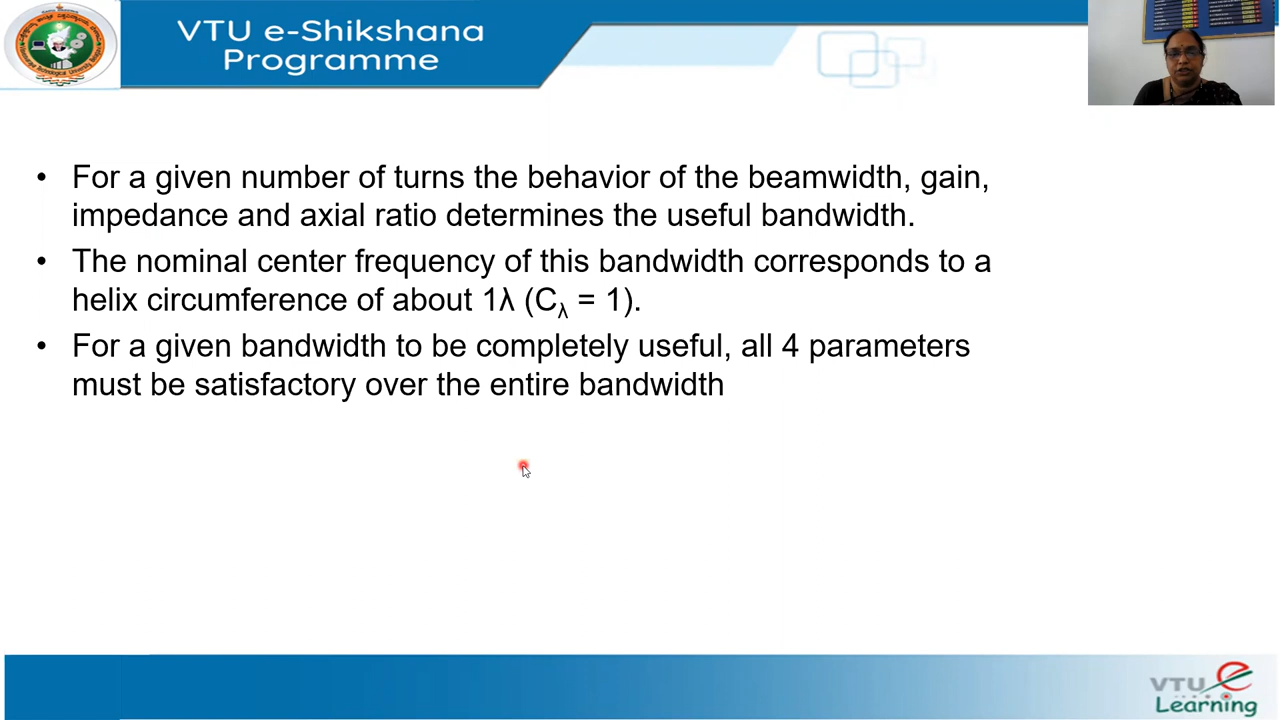 VTU e-Shikshana
Programme
• For a given number of turns the behavior of the beamwidth, gain,
impedance and axial ratio determines the useful bandwidth.
• The nominal center frequency of this bandwidth corresponds to a
helix circumference of about 1λ (Cλ = 1).
• For a given bandwidth to be completely useful, all 4 parameters
must be satisfactory over the entire bandwidth
VTU e
Learning